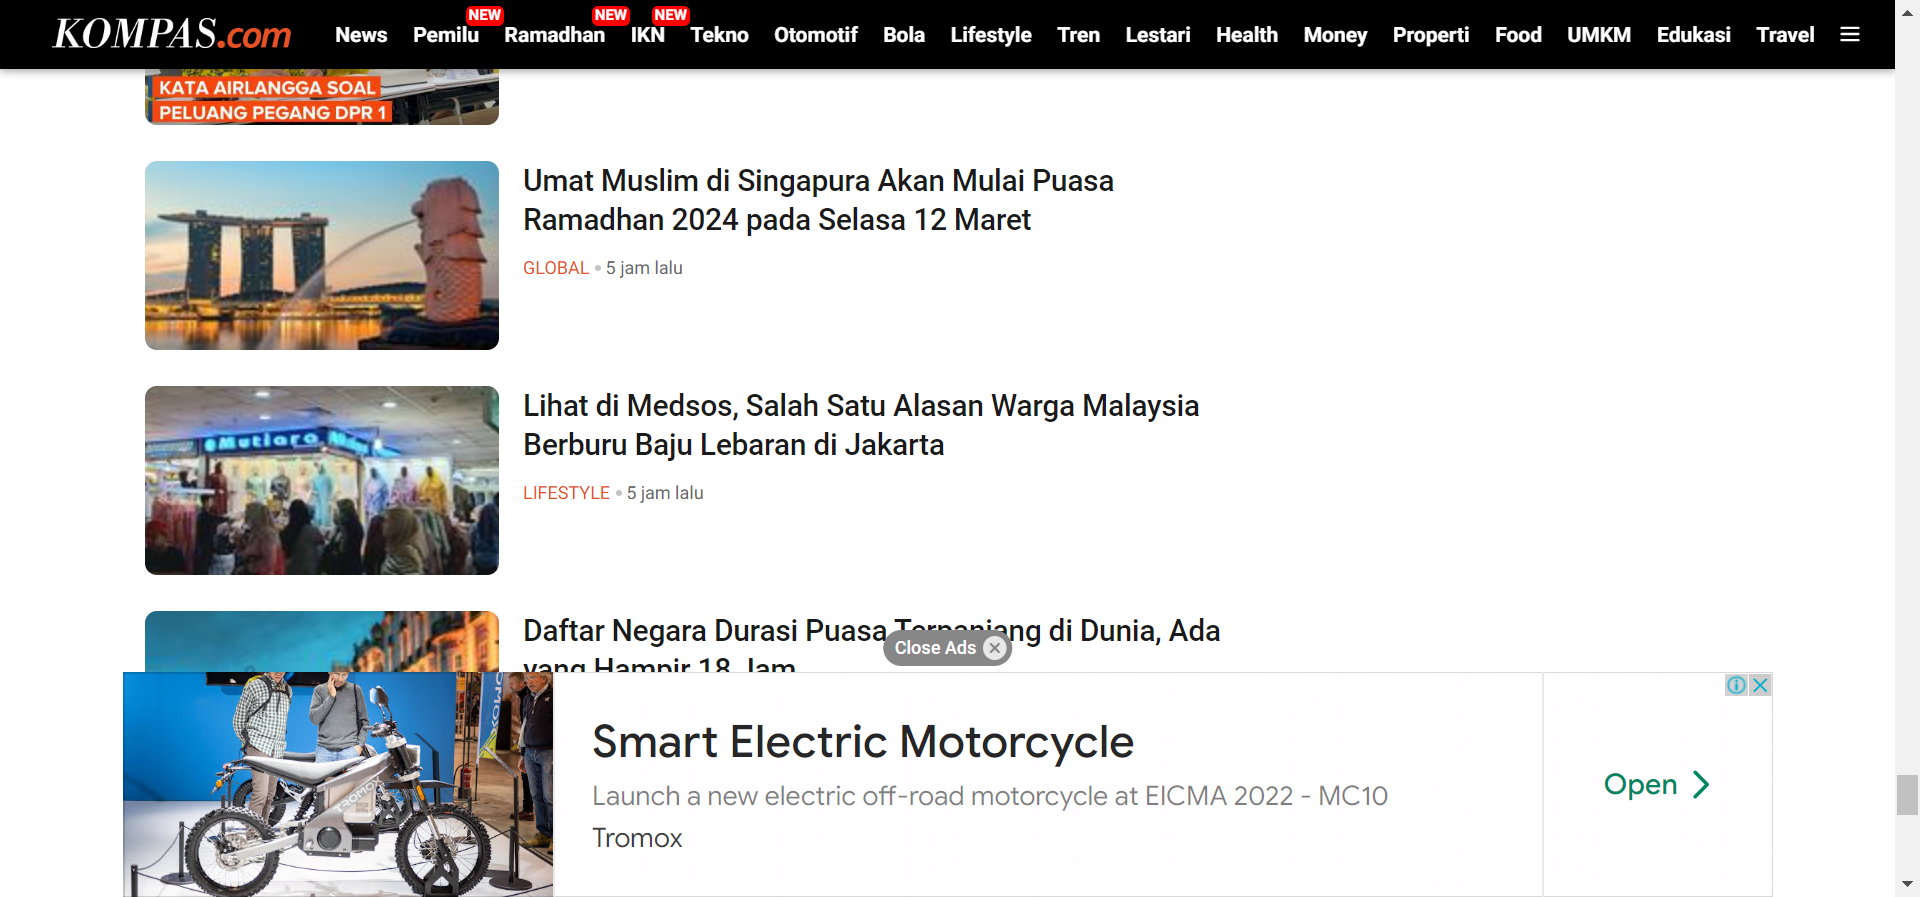 KOMPAS.com
News
Pemilu
NEW
Ramadhan
NEW
IKN
NEW
Tekno
Otomotif
Bola
Lifestyle
Tren
Lestari
Health
Money
Properti
Food
UMKM
Edukasi
Travel
KATA AIRLANGGA SOAL
PELUANG PEGANG DPR 1
Umat Muslim di Singapura Akan Mulai Puasa
Ramadhan 2024 pada Selasa 12 Maret
GLOBAL • 5 jam lalu
Mutiara
Lihat di Medsos, Salah Satu Alasan Warga Malaysia
Berburu Baju Lebaran di Jakarta
LIFESTYLE • 5 jam lalu
Daftar Negara Durasi Puasa Terpanjang di Dunia, Ada
yang Hampir 18 Jam
Close Ads
TROMOX
Smart Electric Motorcycle
Launch a new electric off-road motorcycle at EICMA 2022 - MC10
Tromox
Open